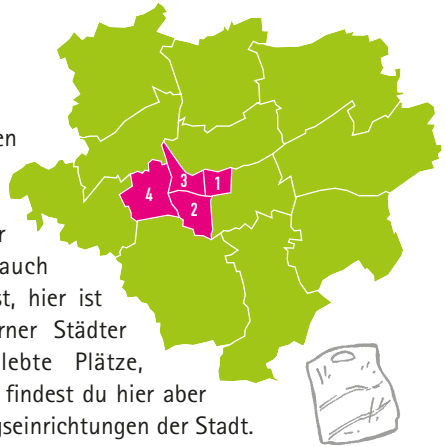 en
3 1
4
2
r
auch
st, hier ist
rner Städter
lebte Plätze,
findest du hier aber
gseinrichtungen der Stadt.